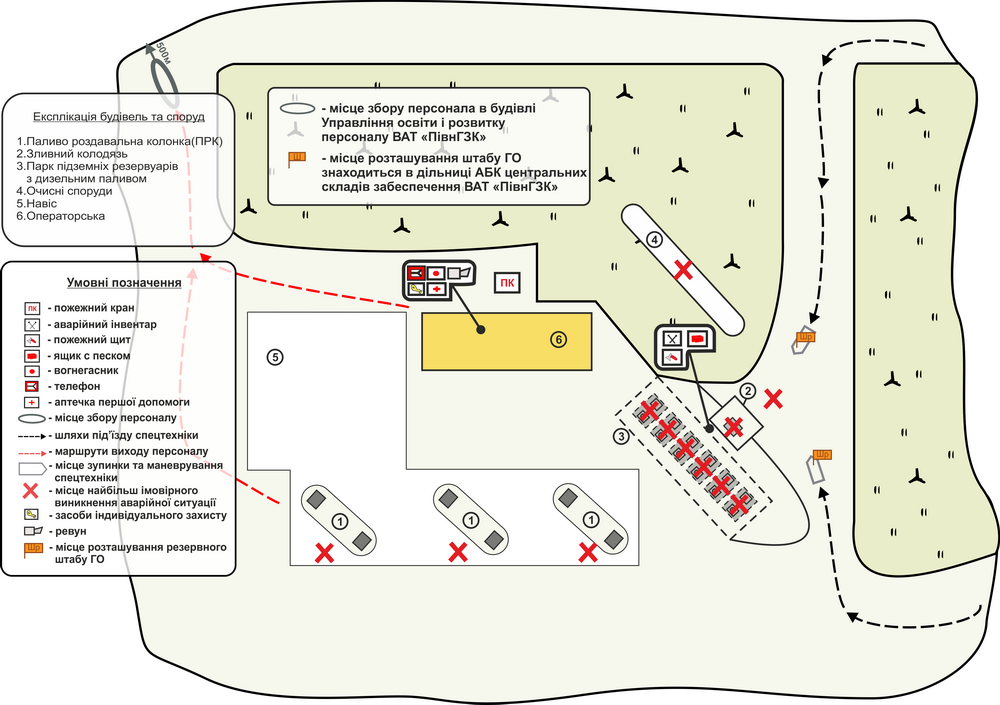 500м
Експлікація будівель та споруд
1.Паливо роздавальна колонка(ПРК)
2.Зливний колодязь
3.Парк підземніх резервуарів
з дизельним паливом
4.Очисні споруди
5.Навіс
6.Операторська
- місце збору персонала в будівлі
Управління освіти і розвитку
персоналу ВАТ «ПівнГЗК»
Ш
- місце розташування штабу ГО
знаходиться в дільниці АБК центральних
складів забеспечення ВАТ «ПівнГЗК»
Умовні позначення
ПК - пожежний кран
- аварійний інвентар
- пожежний щит
- ящик с песком
- вогнегасник
- телефон
- аптечка першої допомоги
- місце збору персоналу
- шляхи під'їзду спецтехніки
- маршрути виходу персоналу
- місце зупинки та маневрування
спецтехніки
- місце найбільш імовірного
виникнення аварійної ситуації
- засоби індивідуального захисту
- ревун
Шр - місце розташування резервного
штабу ГО
ПК
4
Шр
6
5
2
3
Шр
1
1
1